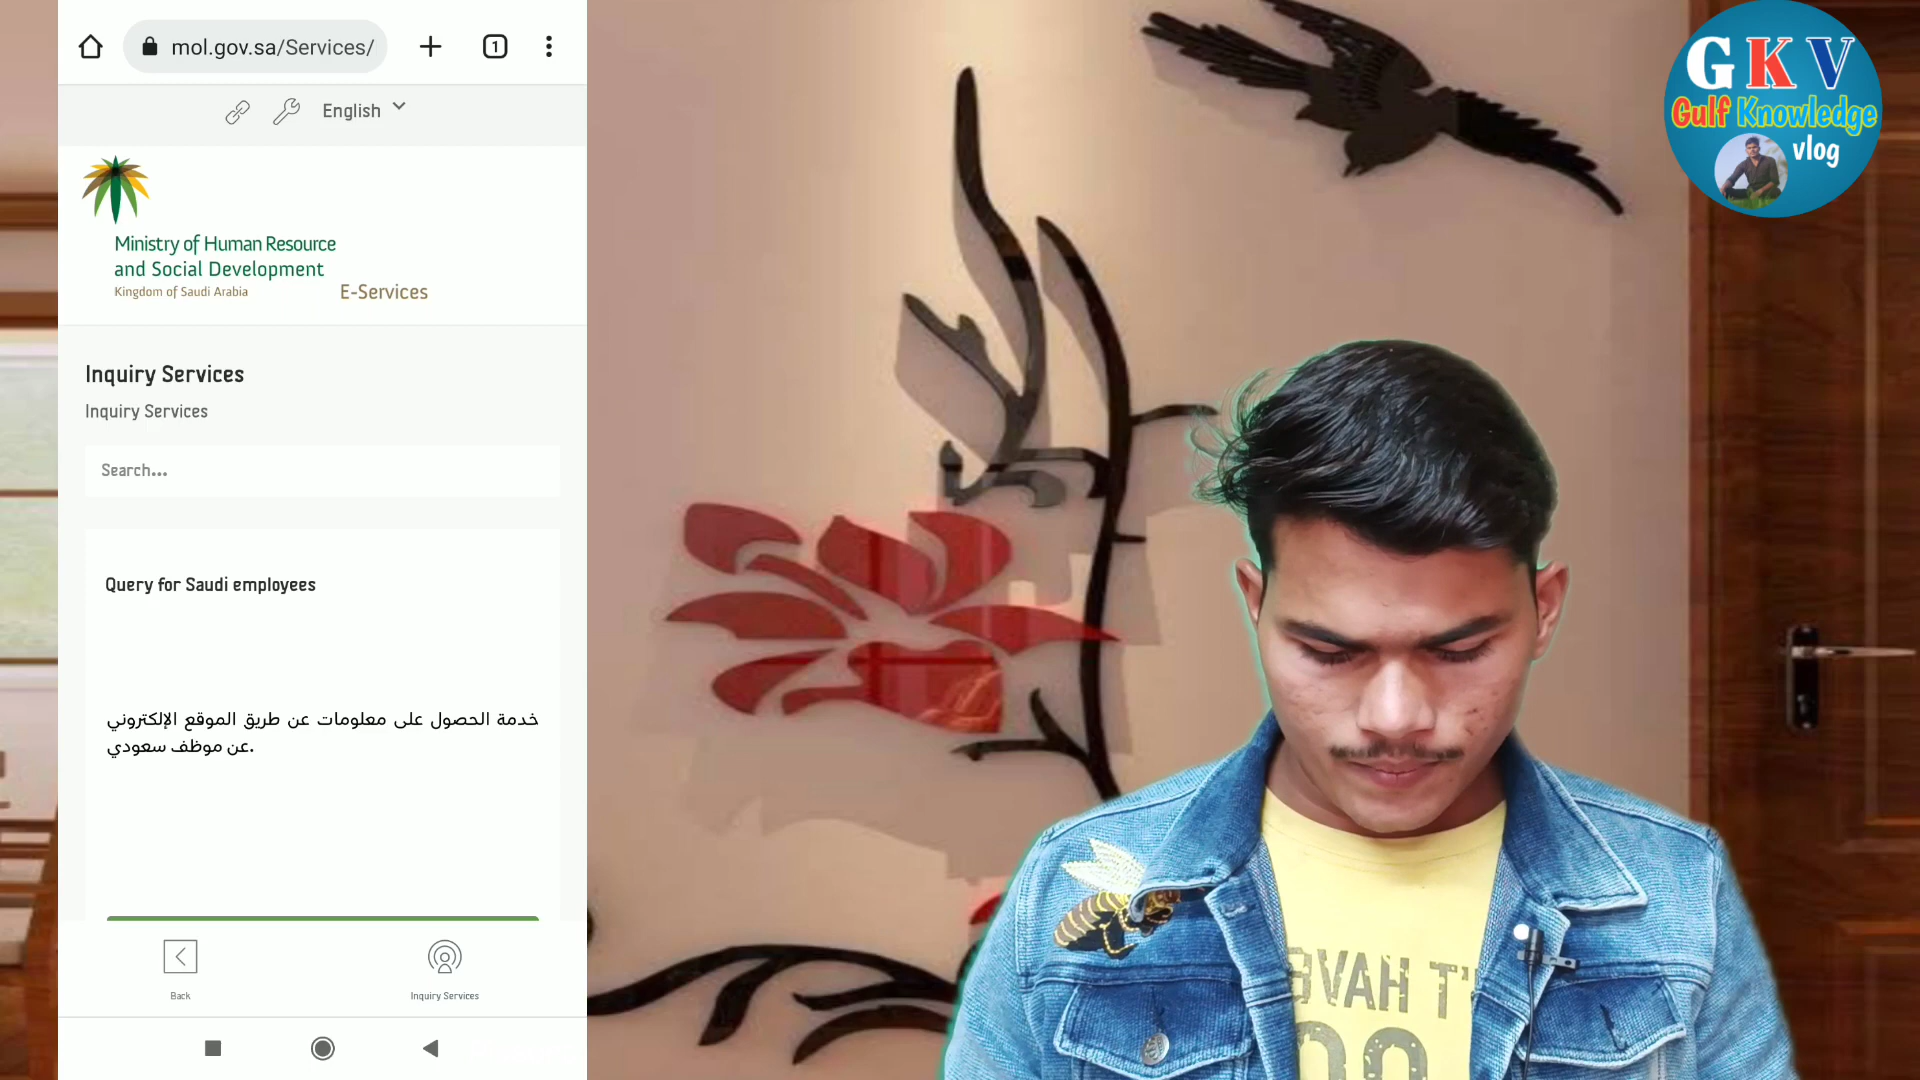 mol.gov.sa/Services/
1
English
Ministry of Human Resource
and Social Development
Kingdom of Saudi Arabia
E-Services
Inquiry Services
Inquiry Services
Search...
Query for Saudi employees
خدمة الحصول على معلومات عن طريق الموقع الإلكتروني
عن موظف سعودي.
Back
Inquiry Services
GKV
Gulf Knowledge
vlog